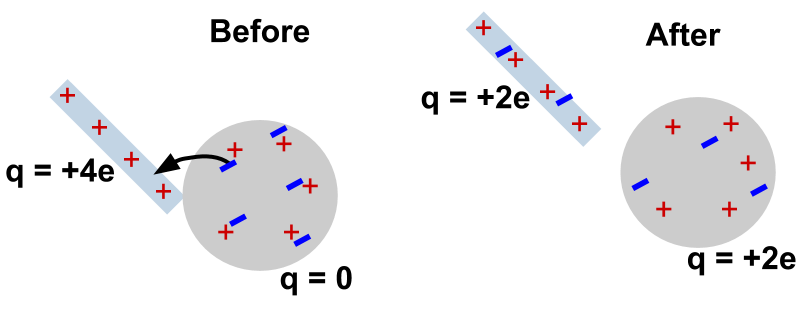 Before
q = +4e
q = 0
After
q = +2e
q = +2e